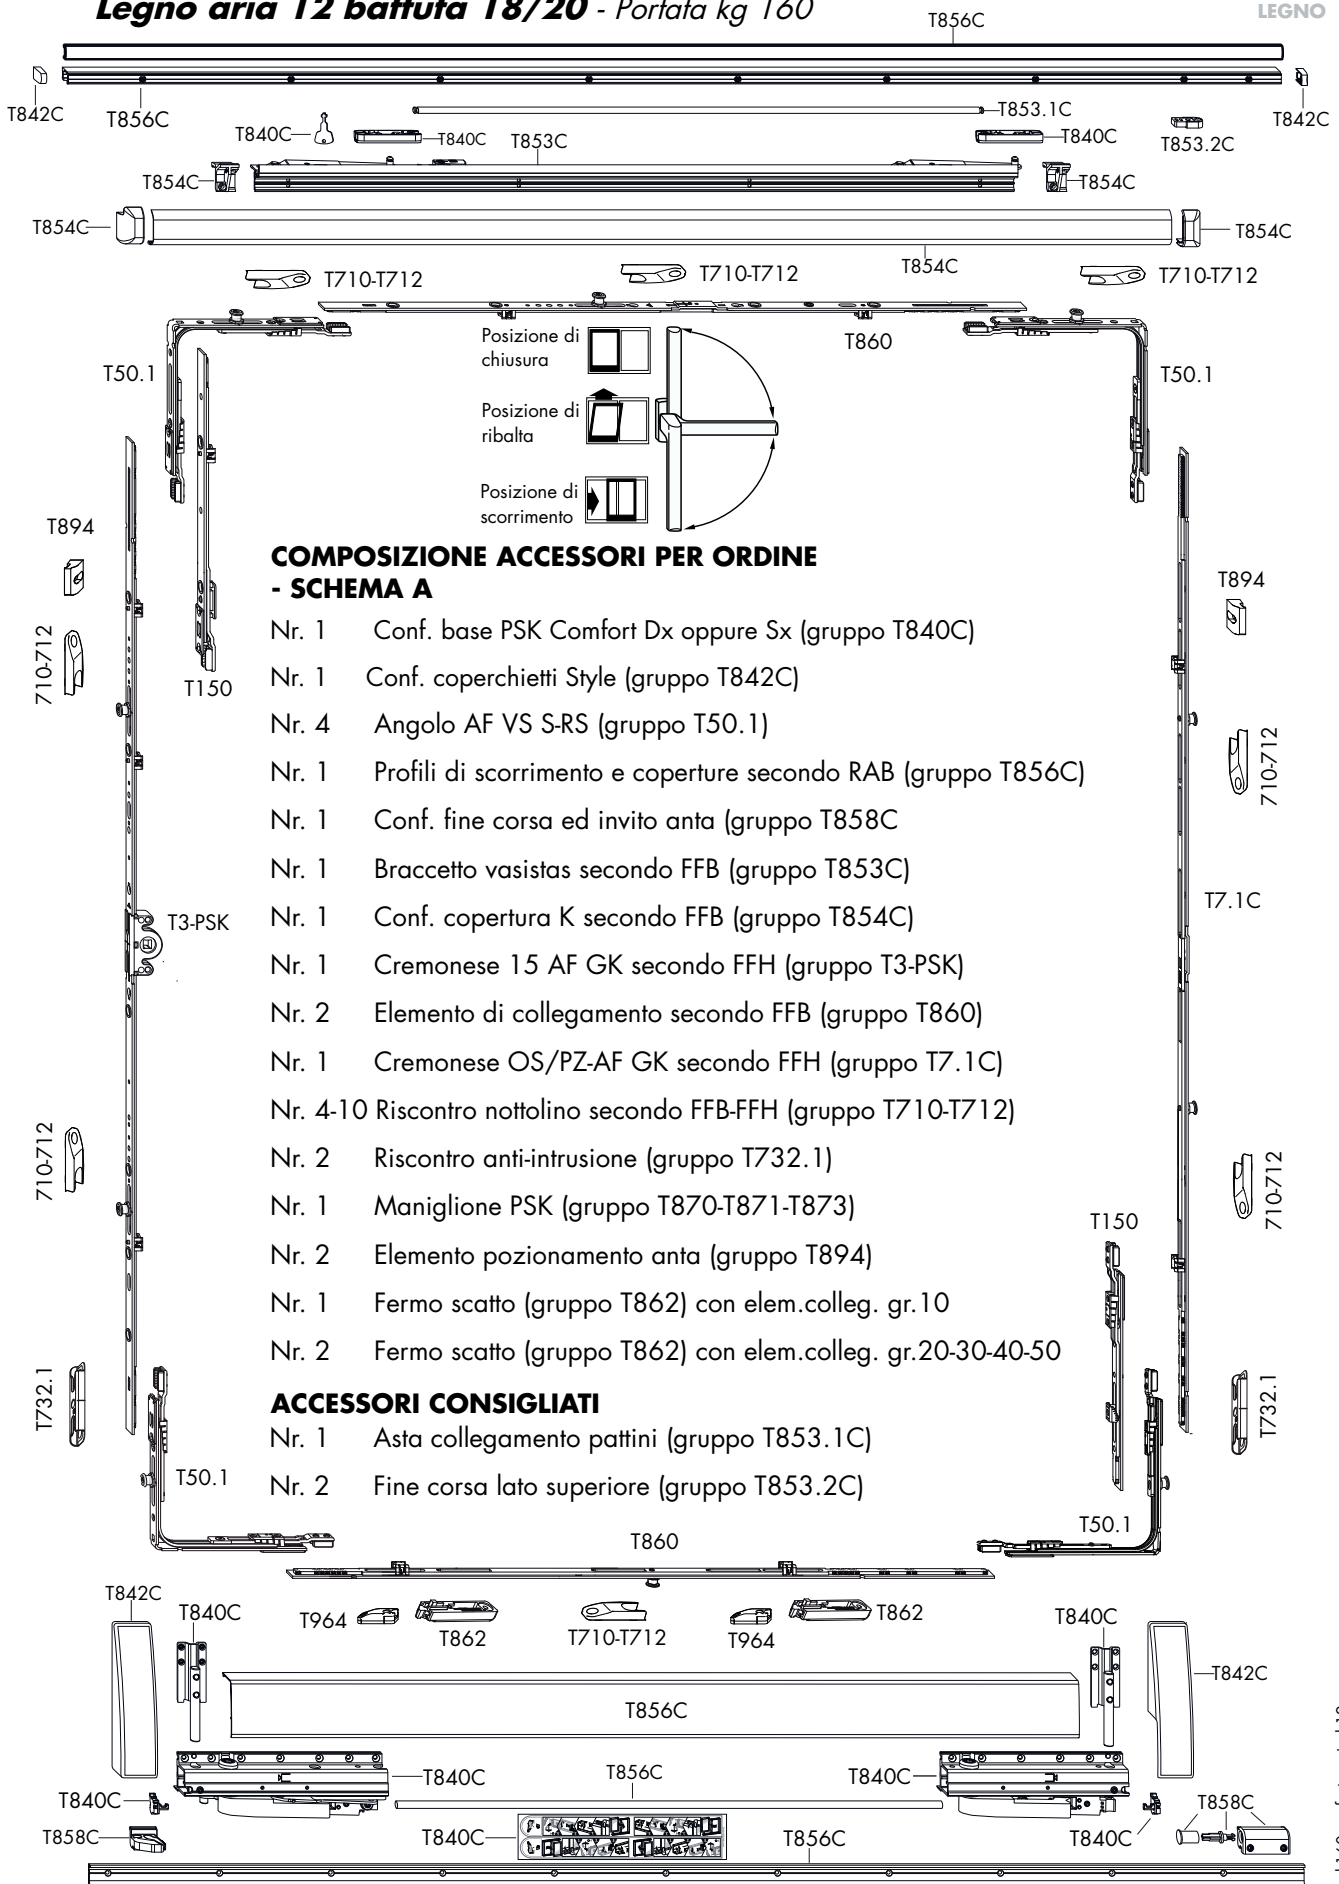 Legno aria 12 battuta 18/20 - Portata kg 160
LEGNO
T856C
T842C
T856C
T853.1C
T842C
T840C
T840C
T853C
T840C
T853.2C
T854C
T854C
T854C
T854C
T854C
T710-T712
T710-T712
T710-T712
T860
T50.1
T50.1
Posizione di
chiusura
Posizione di
ribalta
Posizione di
scorrimento
T894
T894
710-712
T150
710-712
COMPOSIZIONE ACCESSORI PER ORDINE
- SCHEMA A
Nr. 1 Conf. base PSK Comfort Dx oppure Sx (gruppo T840C)
Nr. 1 Conf. coperchietti Style (gruppo T842C)
Nr. 4 Angolo AF VS S-RS (gruppo T50.1)
Nr. 1 Profili di scorrimento e coperture secondo RAB (gruppo T856C)
Nr. 1 Conf. fine corsa ed invito anta (gruppo T858C
Nr. 1 Braccetto vasistas secondo FFB (gruppo T853C)
Nr. 1 Conf. copertura K secondo FFB (gruppo T854C)
Nr. 1 Cremonese 15 AF GK secondo FFH (gruppo T3-PSK)
Nr. 2 Elemento di collegamento secondo FFB (gruppo T860)
Nr. 1 Cremonese OS/PZ-AF GK secondo FFH (gruppo T7.1C)
Nr. 4-10 Riscontro nottolino secondo FFB-FFH (gruppo T710-T712)
Nr. 2 Riscontro anti-intrusione (gruppo T732.1)
Nr. 1 Maniglione PSK (gruppo T870-T871-T873)
Nr. 2 Elemento pozionamento anta (gruppo T894)
Nr. 1 Fermo scatto (gruppo T862) con elem.colleg. gr.10
Nr. 2 Fermo scatto (gruppo T862) con elem.colleg. gr.20-30-40-50
ACCESSORI CONSIGLIATI
Nr. 1 Asta collegamento pattini (gruppo T853.1C)
Nr. 2 Fine corsa lato superiore (gruppo T853.2C)
T3-PSK
T7.1C
710-712
710-712
T150
T732.1
T732.1
T50.1
T50.1
T860
T842C
T840C
T964
T862
T710-T712
T964
T862
T840C
T842C
T856C
T840C
T856C
T840C
T840C
T858C
T840C
T856C
T840C
T858C